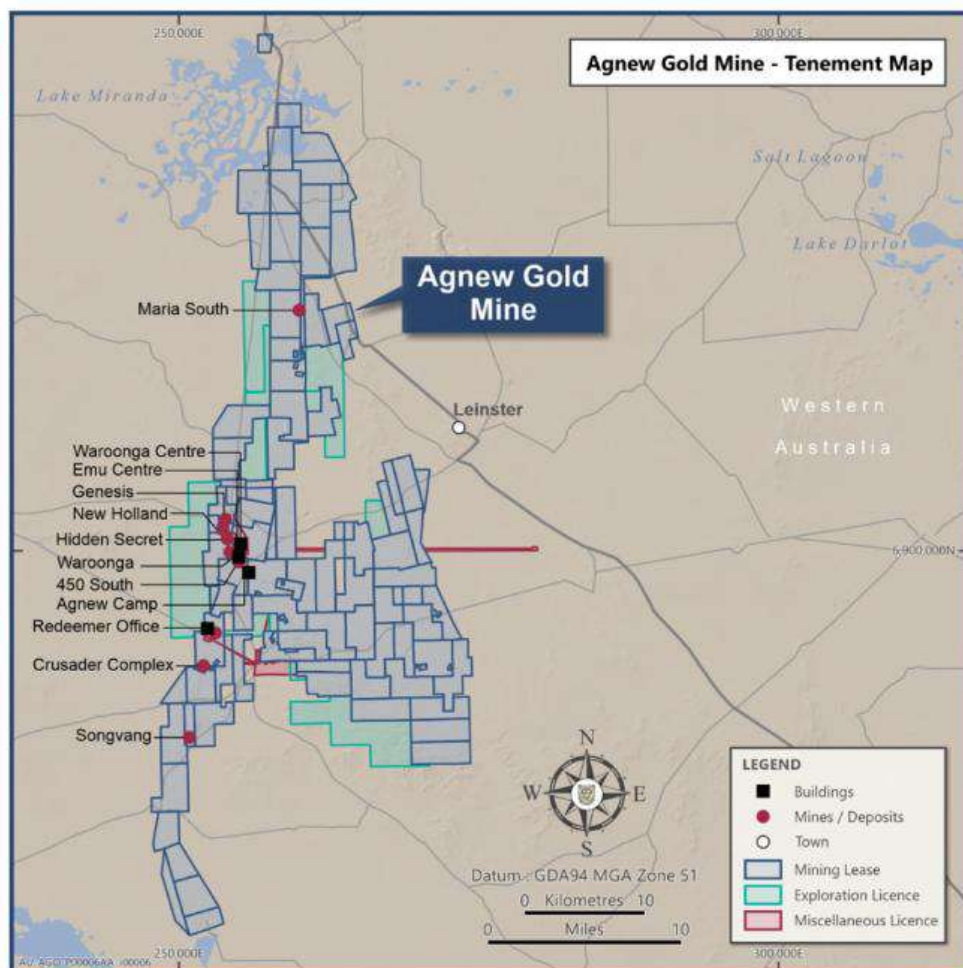 250,000E
300,000E
Agnew Gold Mine - Tenement Map
Lake Miranda
Salt Lagoon
Lake Darlot
Agnew Gold
Mine
Maria South
Leinster
Western
Australia
Waroonga Centre
Emu Centre
Genesis
New Holland
Hidden Secret
Waroonga
450 South
Agnew Camp
Redeemer Office
Crusader Complex
Songvang
6,900,000N
N
W
E
S
Datum : GDA94 MGA Zone 51
0 Kilometres 10
0 Miles 10
LEGEND
Buildings
Mines / Deposits
Town
Mining Lease
Exploration Licence
Miscellaneous Licence
250,000E
300,000E